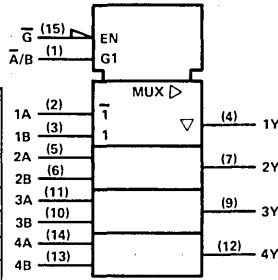 G̅ (15) EN
A̅/B (1) G1
MUX ▷
1A (2) 1̅ ▽ (4) 1Y
1B (3) 1
2A (5) (7) 2Y
2B (6)
3A (11) (9) 3Y
3B (10)
4A (14) (12) 4Y
4B (13)